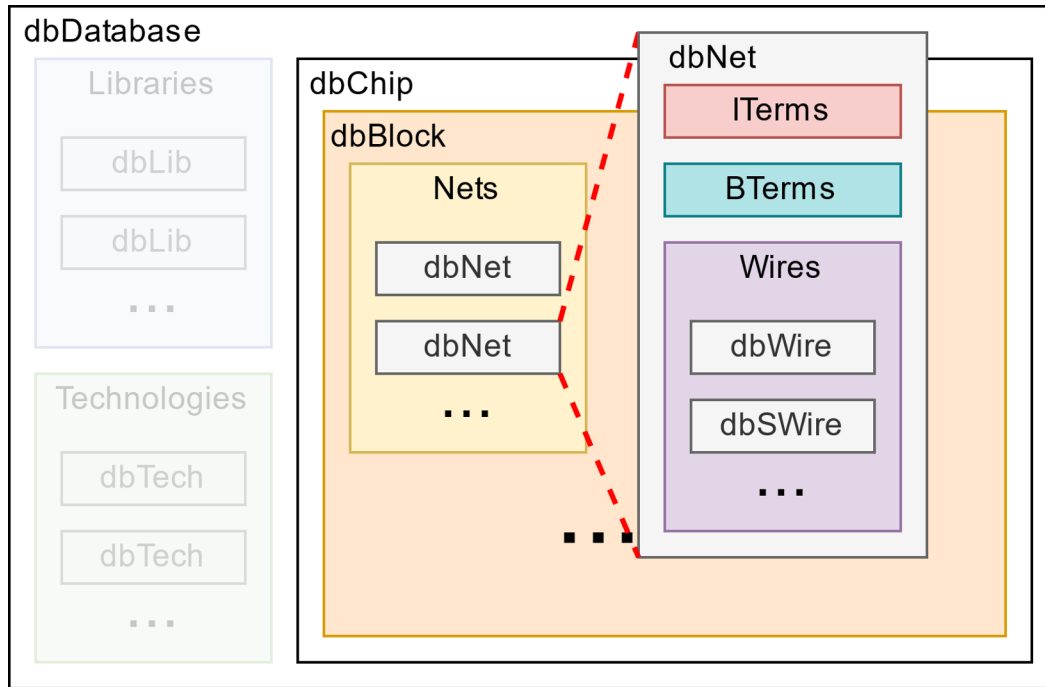 dbDatabase
Libraries
dbLib
dbLib
...
Technologies
dbTech
dbTech
...
dbChip
dbBlock
Nets
dbNet
dbNet
...
...
dbNet
ITerms
BTerms
Wires
dbWire
dbSWire
...